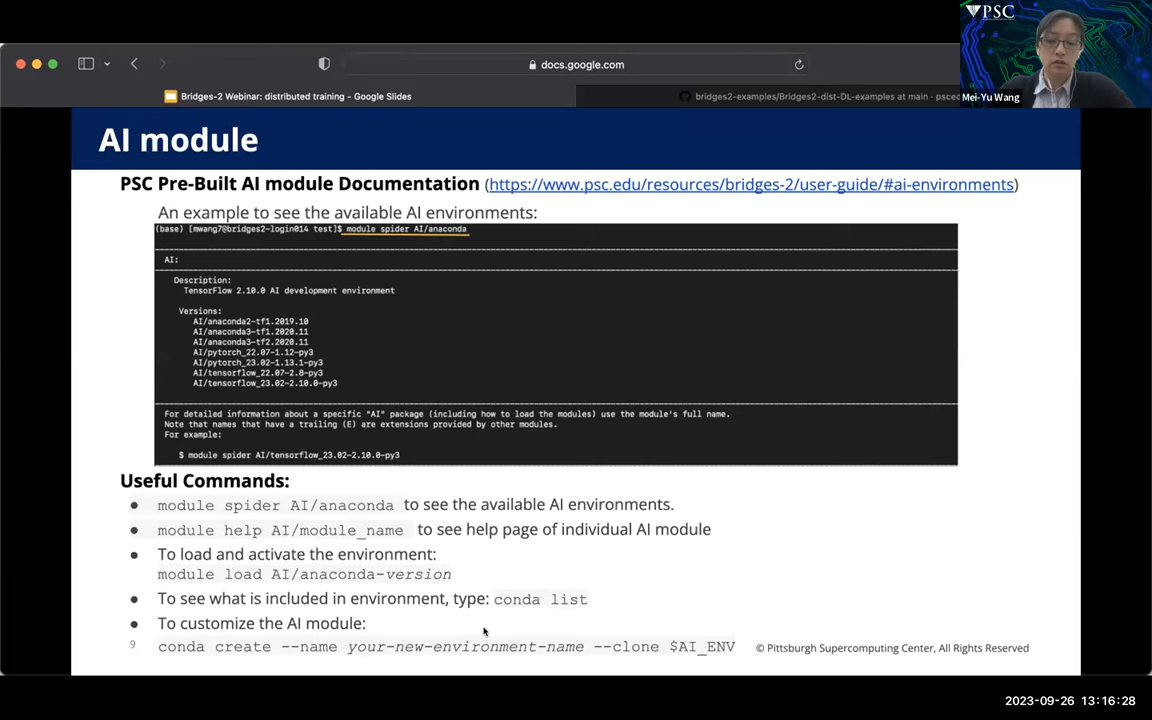 PSC
docs.google.com
Bridges-2 Webinar: distributed training - Google Slides
bridges2-examples/Bridges2-dist-DL-examples at main · psced
Mei-Yu Wang
AI module
PSC Pre-Built AI module Documentation (https://www.psc.edu/resources/bridges-2/user-guide/#ai-environments)
An example to see the available AI environments:
(base) [mwang7@bridges2-login014 test]$ module spider AI/anaconda
AI:
Description:
TensorFlow 2.10.0 AI development environment
Versions:
AI/anaconda2-tf1.2019.10
AI/anaconda3-tf1.2020.11
AI/anaconda3-tf2.2020.11
AI/pytorch_22.07-1.12-py3
AI/pytorch_23.02-1.13.1-py3
AI/tensorflow_22.07-2.8-py3
AI/tensorflow_23.02-2.10.0-py3
For detailed information about a specific "AI" package (including how to load the modules) use the module's full name.
Note that names that have a trailing (E) are extensions provided by other modules.
For example:
$ module spider AI/tensorflow_23.02-2.10.0-py3
Useful Commands:
● module spider AI/anaconda to see the available AI environments.
● module help AI/module_name to see help page of individual AI module
● To load and activate the environment:
module load AI/anaconda-version
● To see what is included in environment, type: conda list
● To customize the AI module:
9 conda create --name your-new-environment-name --clone $AI_ENV
© Pittsburgh Supercomputing Center, All Rights Reserved
2023-09-26 13:16:28